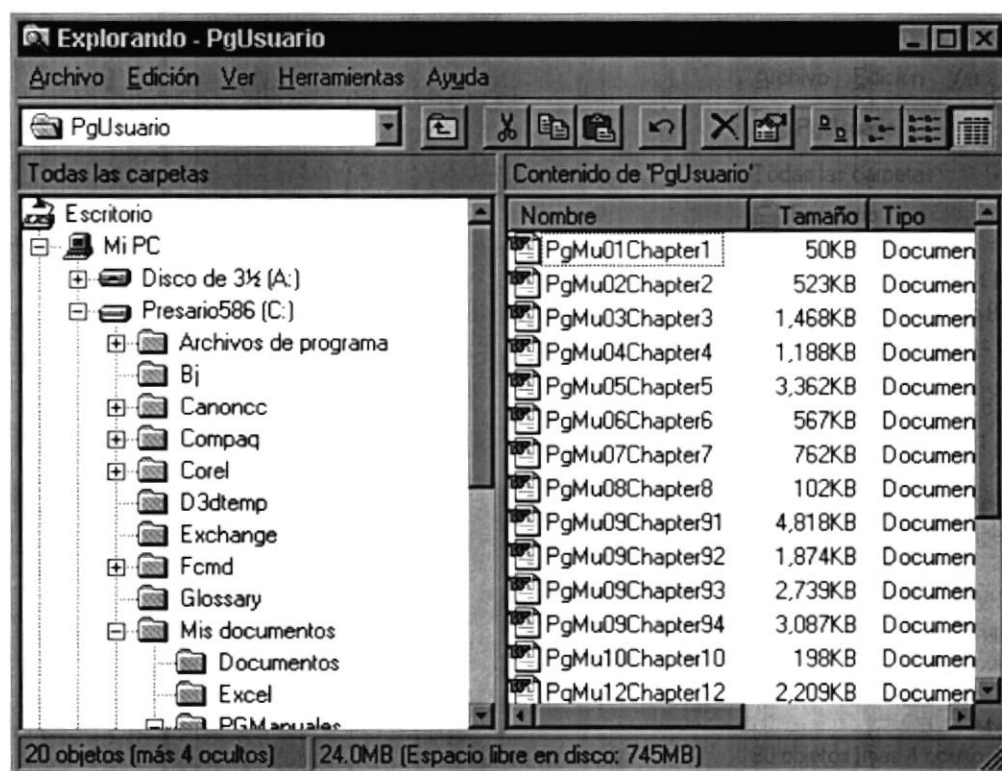 Explorando - PgUsuario
Archivo Edición Ver Herramientas Ayuda
PgUsuario
Todas las carpetas
Contenido de 'PgUsuario'
Escritorio
Mi PC
Disco de 3½ (A:)
Presario586 (C:)
Archivos de programa
Bj
Canoncc
Compaq
Corel
D3dtemp
Exchange
Fcmd
Glossary
Mis documentos
Documentos
Excel
PGManuales
Nombre Tamaño Tipo
PgMu01Chapter1 50KB Documen
PgMu02Chapter2 523KB Documen
PgMu03Chapter3 1,468KB Documen
PgMu04Chapter4 1,188KB Documen
PgMu05Chapter5 3,362KB Documen
PgMu06Chapter6 567KB Documen
PgMu07Chapter7 762KB Documen
PgMu08Chapter8 102KB Documen
PgMu09Chapter91 4,818KB Documen
PgMu09Chapter92 1,874KB Documen
PgMu09Chapter93 2,739KB Documen
PgMu09Chapter94 3,087KB Documen
PgMu10Chapter10 198KB Documen
PgMu12Chapter12 2,209KB Documen
20 objetos (más 4 ocultos) 24.0MB (Espacio libre en disco: 745MB)